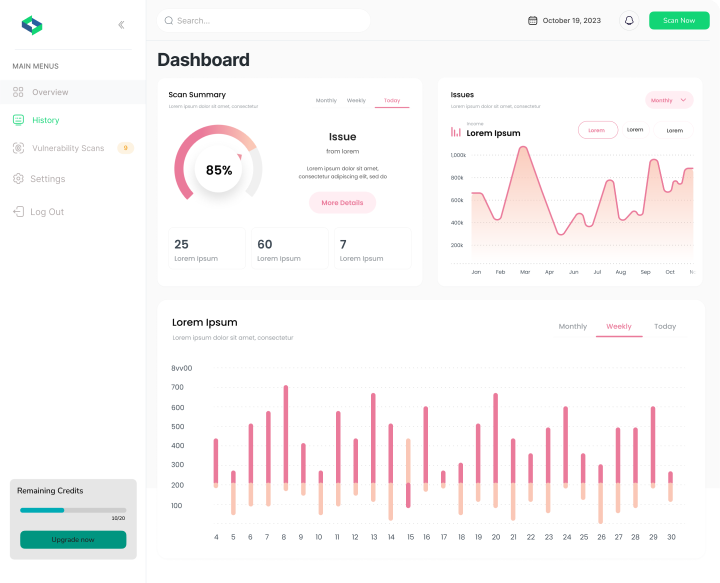 Search...
October 19, 2023
Scan Now
MAIN MENUS
Overview
History
Vulnerability Scans
9
Settings
Log Out
Remaining Credits
10/20
Upgrade now
Dashboard
Scan Summary
Lorem ipsum dolor sit amet, consectetur
Monthly Weekly Today
85%
Issue
from lorem
Lorem ipsum dolor sit amet,
consectetur adipiscing elit, sed do
More Details
25
Lorem Ipsum
60
Lorem Ipsum
7
Lorem Ipsum
Issues
Lorem ipsum dolor sit amet, consectetur
Monthly
Income
Lorem Ipsum
Lorem Lorem Lorem
1,000k
800k
600k
400k
200k
Jan Feb Mar Apr Jun Jul Aug Sep Oct N
Lorem Ipsum
Lorem ipsum dolor sit amet, consectetur
Monthly Weekly Today
8vv00
700
600
500
400
300
200
100
4 5 6 7 8 9 10 11 12 13 14 15 16 17 18 19 20 21 22 23 24 25 26 27 28 29 30